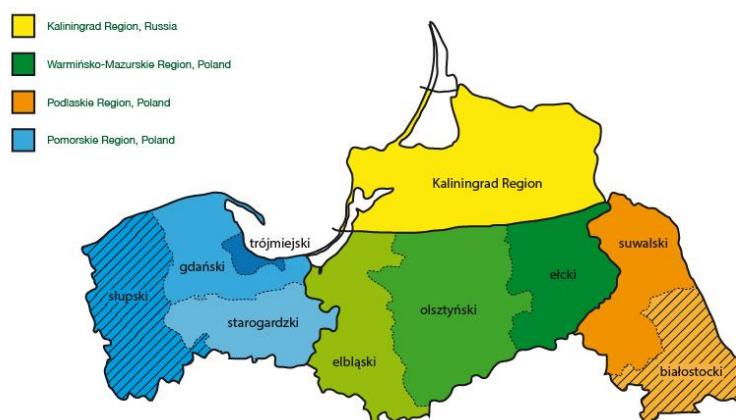 Kaliningrad Region, Russia
Warmińsko-Mazurskie Region, Poland
Podlaskie Region, Poland
Pomorskie Region, Poland
Kaliningrad Region
trójmiejski
suwalski
gdański
ełcki
słupski
olsztyński
starogardzki
elbląski
białostocki